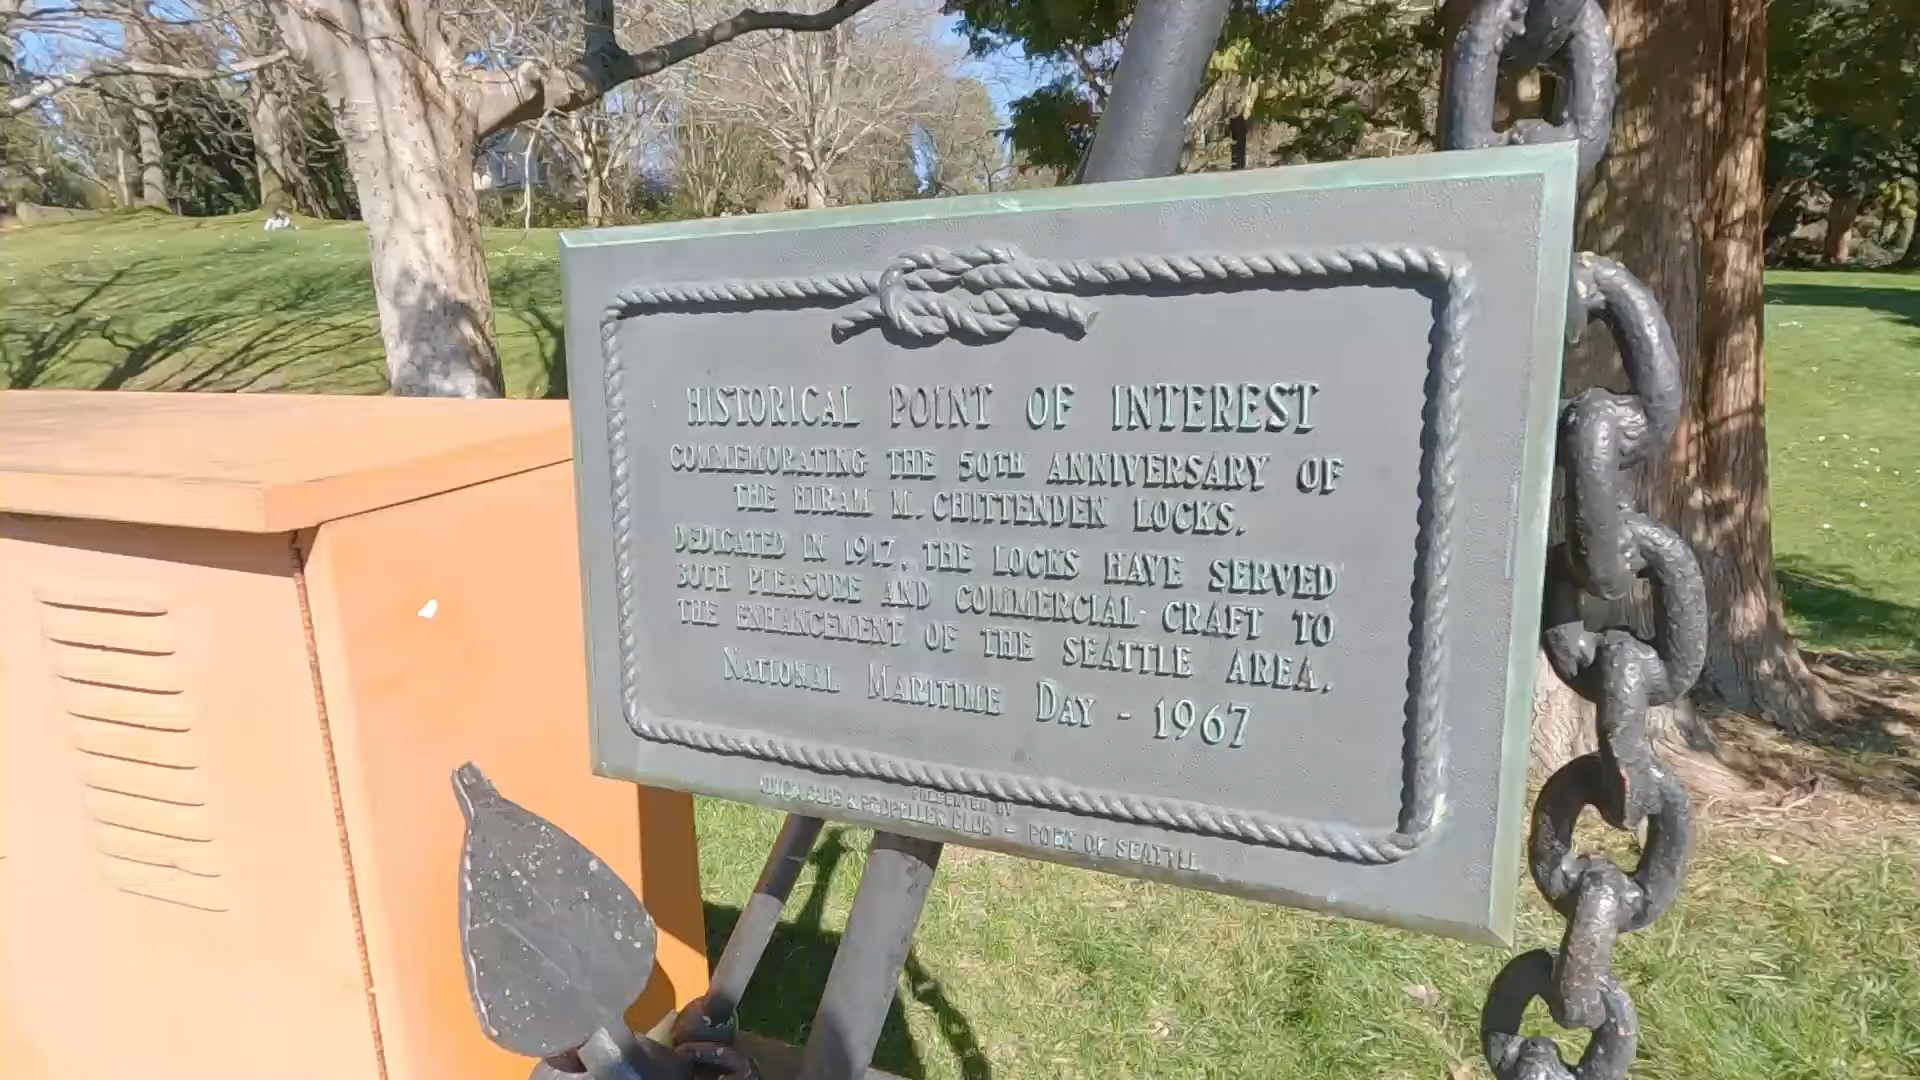 HISTORICAL POINT OF INTEREST
COMMEMORATING THE 50TH ANNIVERSARY OF
THE HIRAM M. CHITTENDEN LOCKS.
DEDICATED IN 1917, THE LOCKS HAVE SERVED
BOTH PLEASURE AND COMMERCIAL CRAFT TO
THE ENHANCEMENT OF THE SEATTLE AREA.
NATIONAL MARITIME DAY - 1967
PRESENTED BY
CLUB & PROPELLER CLUB - PORT OF SEATTLE